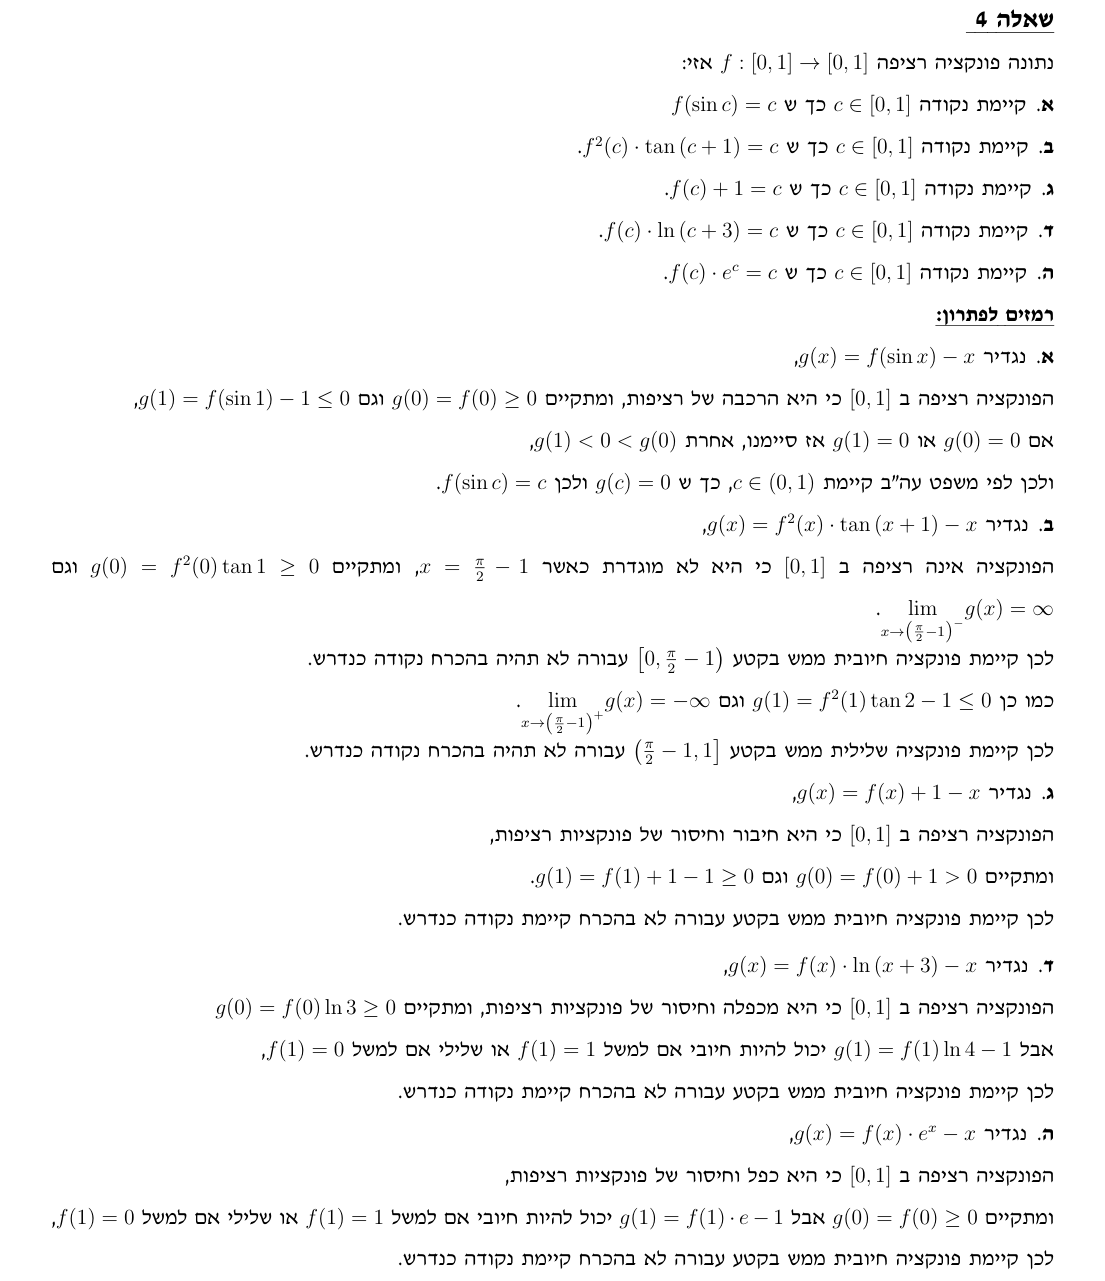 שאלה 4
נתונה פונקציה רציפה f : [0, 1] → [0, 1] אזי:
א. קיימת נקודה c ∈ [0, 1] כך ש f(sin c) = c
ב. קיימת נקודה c ∈ [0, 1] כך ש f²(c) · tan (c + 1) = c.
ג. קיימת נקודה c ∈ [0, 1] כך ש f(c) + 1 = c.
ד. קיימת נקודה c ∈ [0, 1] כך ש f(c) · ln (c + 3) = c.
ה. קיימת נקודה c ∈ [0, 1] כך ש f(c) · e^c = c.
רמזים לפתרון:
א. נגדיר g(x) = f(sin x) − x,
הפונקציה רציפה ב [0, 1] כי היא הרכבה של רציפות, ומתקיים g(0) = f(0) ≥ 0 וגם g(1) = f(sin 1) − 1 ≤ 0,
אם g(0) = 0 או g(1) = 0 אז סיימנו, אחרת g(1) < 0 < g(0),
ולכן לפי משפט עה"ב קיימת c ∈ (0, 1), כך ש g(c) = 0 ולכן f(sin c) = c.
ב. נגדיר g(x) = f²(x) · tan (x + 1) − x,
הפונקציה אינה רציפה ב [0, 1] כי היא לא מוגדרת כאשר x = π/2 − 1, ומתקיים g(0) = f²(0) tan 1 ≥ 0 וגם
lim_{x→(π/2−1)⁻} g(x) = ∞.
לכן קיימת פונקציה חיובית ממש בקטע [0, π/2 − 1) עבורה לא תהיה בהכרח נקודה כנדרש.
כמו כן g(1) = f²(1) tan 2 − 1 ≤ 0 וגם lim_{x→(π/2−1)⁺} g(x) = −∞.
לכן קיימת פונקציה שלילית ממש בקטע (π/2 − 1, 1] עבורה לא תהיה בהכרח נקודה כנדרש.
ג. נגדיר g(x) = f(x) + 1 − x,
הפונקציה רציפה ב [0, 1] כי היא חיבור וחיסור של פונקציות רציפות,
ומתקיים g(0) = f(0) + 1 > 0 וגם g(1) = f(1) + 1 − 1 ≥ 0.
לכן קיימת פונקציה חיובית ממש בקטע עבורה לא בהכרח קיימת נקודה כנדרש.
ד. נגדיר g(x) = f(x) · ln (x + 3) − x,
הפונקציה רציפה ב [0, 1] כי היא מכפלה וחיסור של פונקציות רציפות, ומתקיים g(0) = f(0) ln 3 ≥ 0
אבל g(1) = f(1) ln 4 − 1 יכול להיות חיובי אם למשל f(1) = 1 או שלילי אם למשל f(1) = 0,
לכן קיימת פונקציה חיובית ממש בקטע עבורה לא בהכרח קיימת נקודה כנדרש.
ה. נגדיר g(x) = f(x) · e^x − x,
הפונקציה רציפה ב [0, 1] כי היא כפל וחיסור של פונקציות רציפות,
ומתקיים g(0) = f(0) ≥ 0 אבל g(1) = f(1) · e − 1 יכול להיות חיובי אם למשל f(1) = 1 או שלילי אם למשל f(1) = 0,
לכן קיימת פונקציה חיובית ממש בקטע עבורה לא בהכרח קיימת נקודה כנדרש.